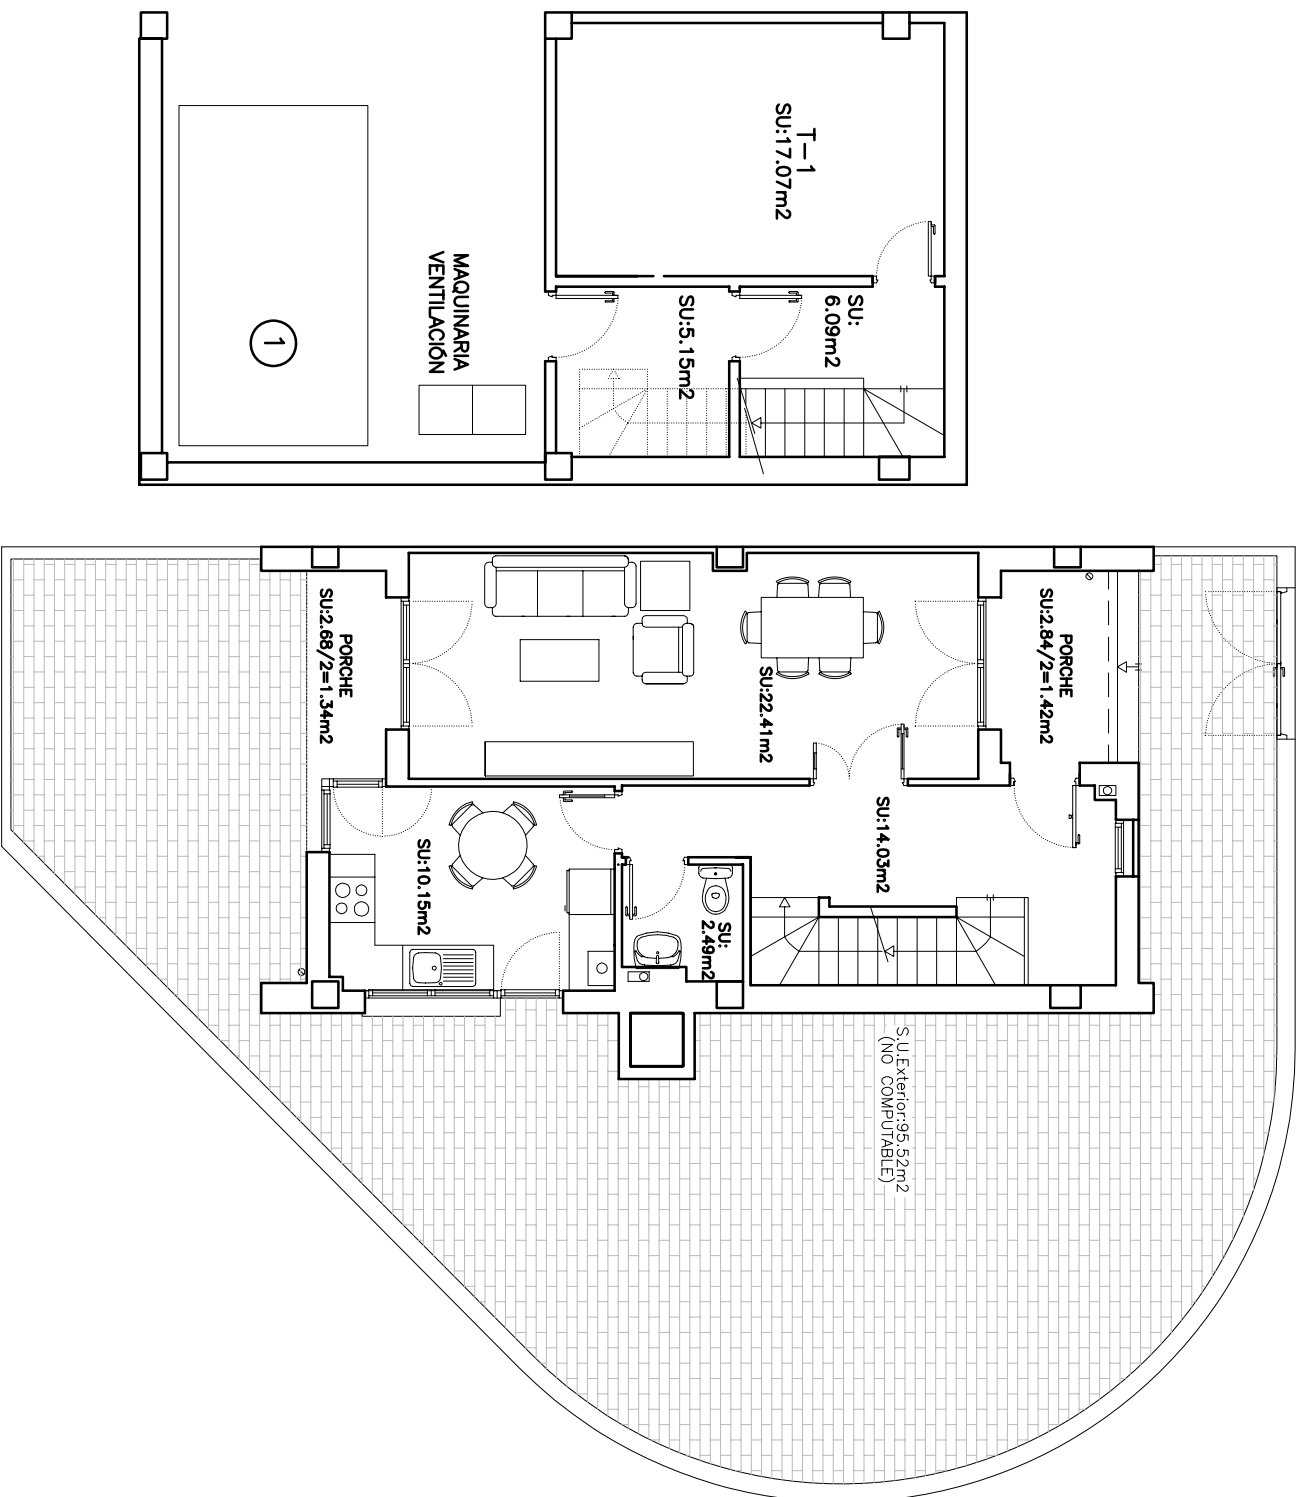 T-1
SU:17.07m2
SU:
6.09m2
SU:5.15m2
MAQUINARIA
VENTILACIÓN
1
PORCHE
SU:2.84/2=1.42m2
SU:22.41m2
PORCHE
SU:2.68/2=1.34m2
SU:14.03m2
SU:10.15m2
SU:
2.49m2
S.U.Exterior:95.52m2
(NO COMPUTABLE)